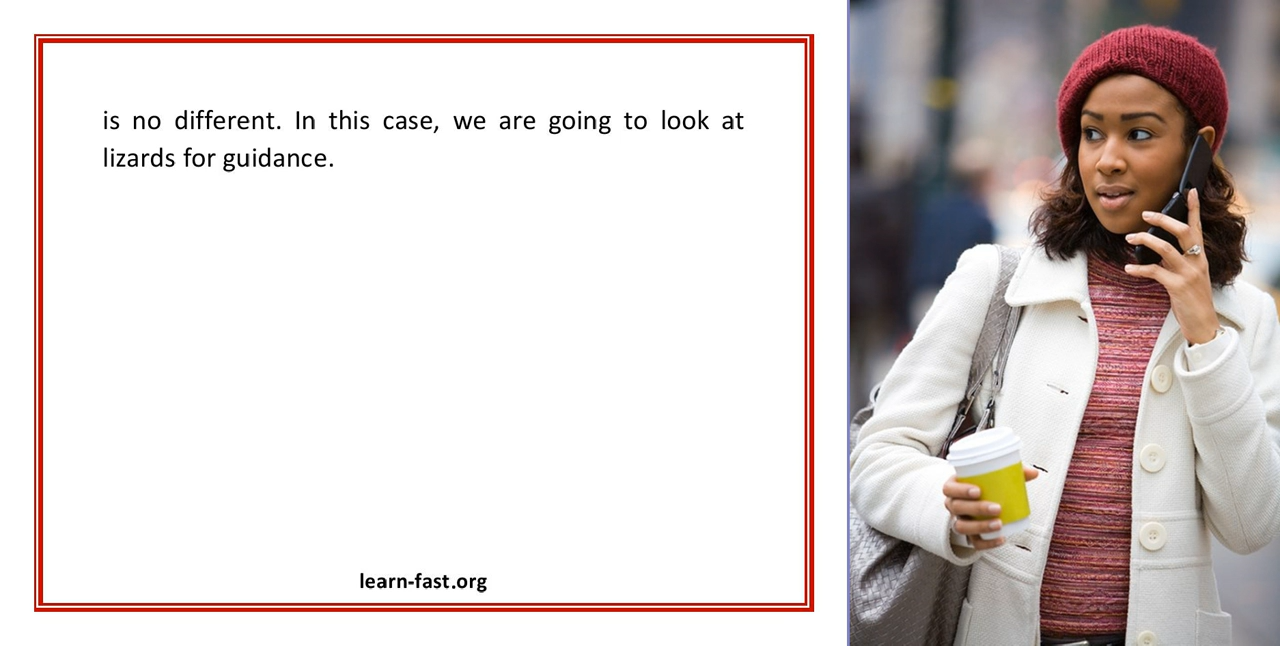 is no different. In this case, we are going to look at
lizards for guidance.
learn-fast.org